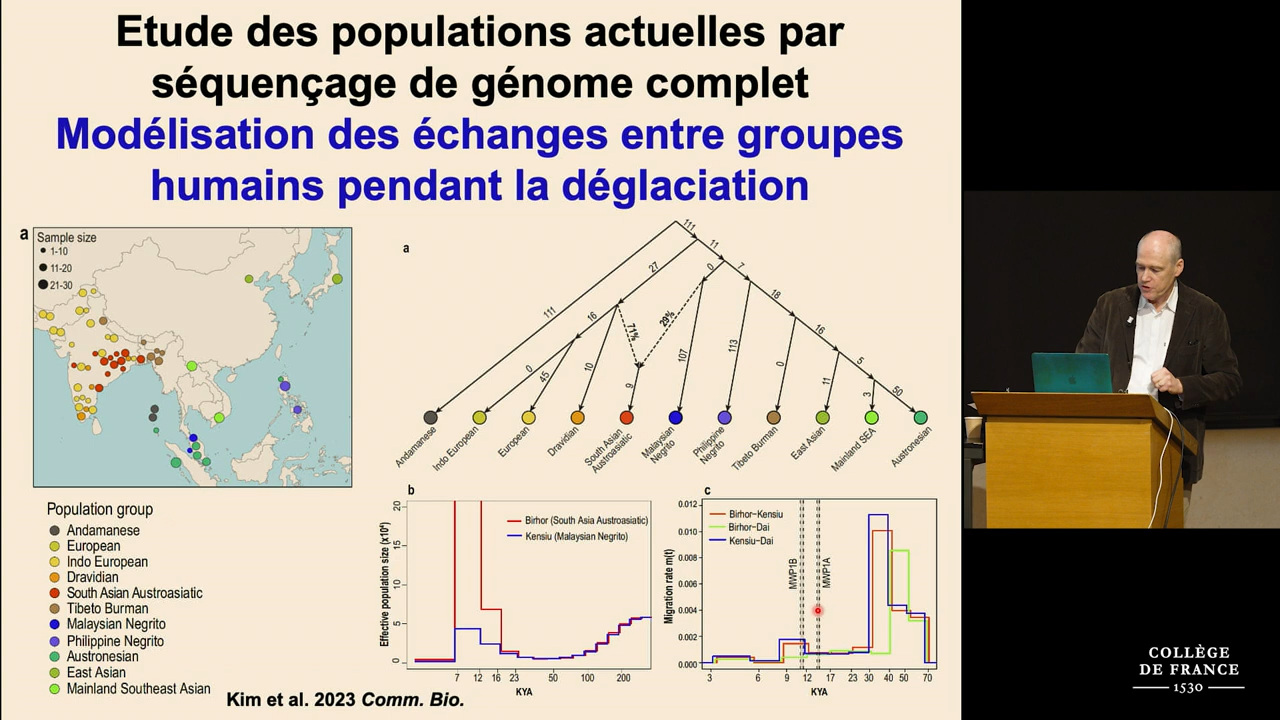 Etude des populations actuelles par
séquençage de génome complet
Modélisation des échanges entre groupes
humains pendant la déglaciation
a
Sample size
1-10
11-20
21-30
Population group
Andamanese
European
Indo European
Dravidian
South Asian Austroasiatic
Tibeto Burman
Malaysian Negrito
Philippine Negrito
Austronesian
East Asian
Mainland Southeast Asian
a
111
11
27
0
7
111
16
18
71%
29%
16
0
45
10
9
107
113
0
11
5
3
50
Andamanese
Indo European
European
Dravidian
South Asian
Austroasiatic
Malaysian
Negrito
Philippine
Negrito
Tibeto Burman
East Asian
Mainland SEA
Austronesian
b
Effective population size (x10⁴)
20
15
10
5
0
Birhor (South Asia Austroasiatic)
Kensiu (Malaysian Negrito)
7 12 16 23 50 100 200
KYA
c
Migration rate m(t)
0.012
0.010
0.008
0.006
0.004
0.002
0.000
Birhor-Kensiu
Birhor-Dai
Kensiu-Dai
MWP1B
MWP1A
3 6 9 12 17 23 30 40 50 70
KYA
Kim et al. 2023 Comm. Bio.
COLLÈGE
DE FRANCE
1530